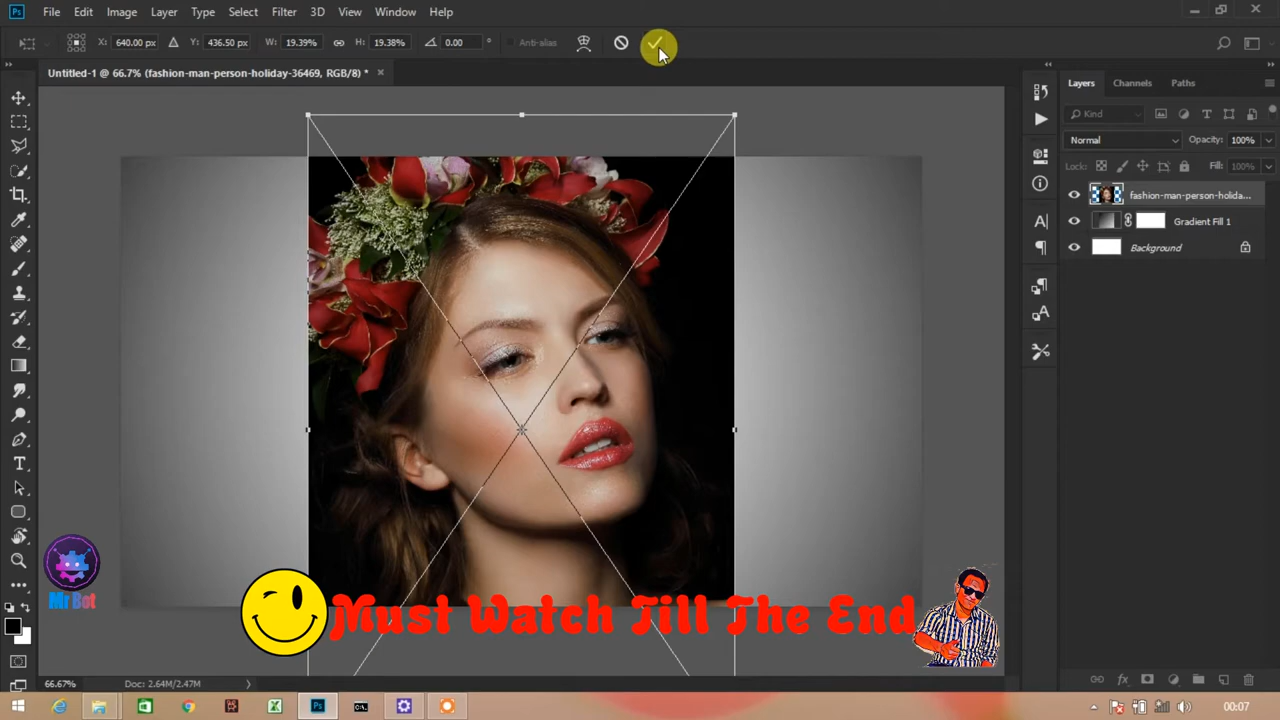 Ps File Edit Image Layer Type Select Filter 3D View Window Help
X: 640.00 px Y: 436.50 px W: 19.39% H: 19.38% 0.00 ° Anti-alias
Untitled-1 @ 66.7% (fashion-man-person-holiday-36469, RGB/8) * ×
Layers Channels Paths
Kind
Normal Opacity: 100%
Lock: Fill: 100%
fashion-man-person-holida...
Gradient Fill 1
Background
Mr Bot
Must Watch Till The End
66.67% Doc: 2.64M/2.47M
Ps 00:07